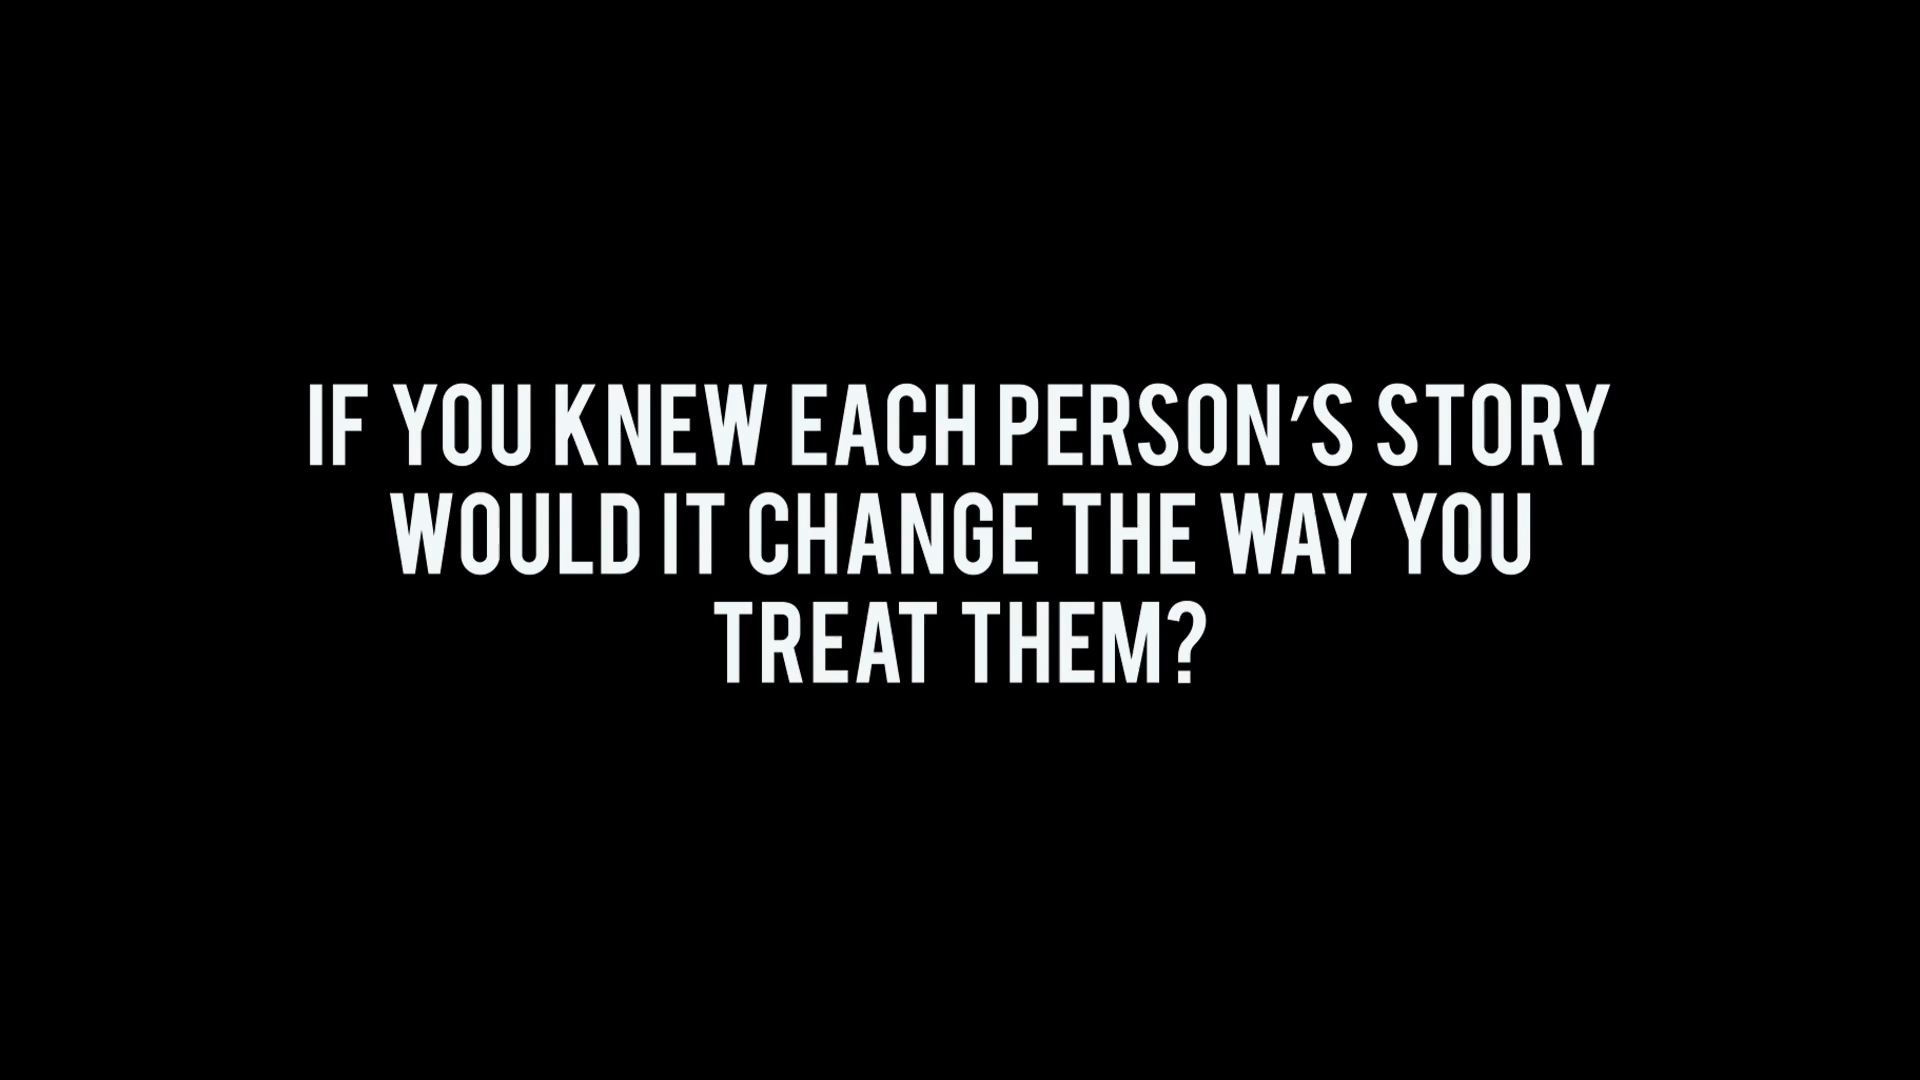 IF YOU KNEW EACH PERSON'S STORY
WOULD IT CHANGE THE WAY YOU
TREAT THEM?